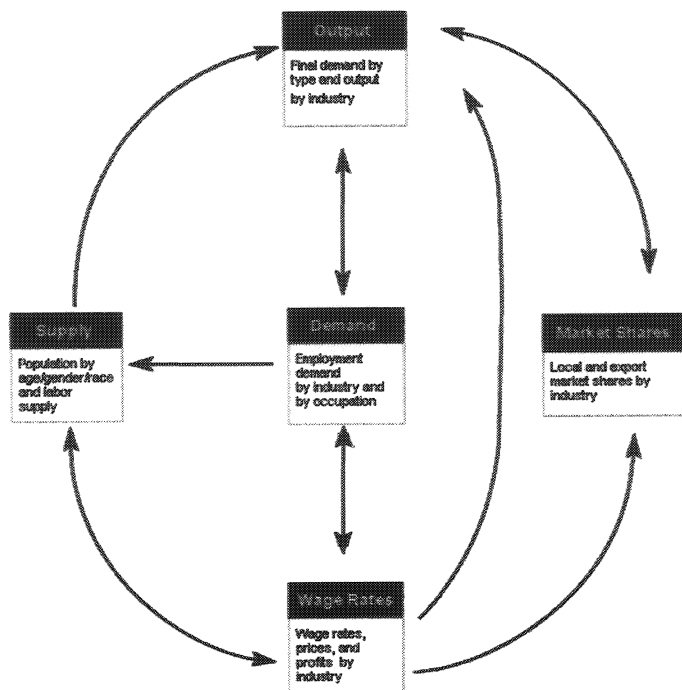 Output
Final demand by
type and output
by industry
Supply
Population by
age/gender/race
and labor
supply
Demand
Employment
demand
by industry and
by occupation
Market Shares
Local and export
market shares by
industry
Wage Rates
Wage rates,
prices, and
profits by
industry